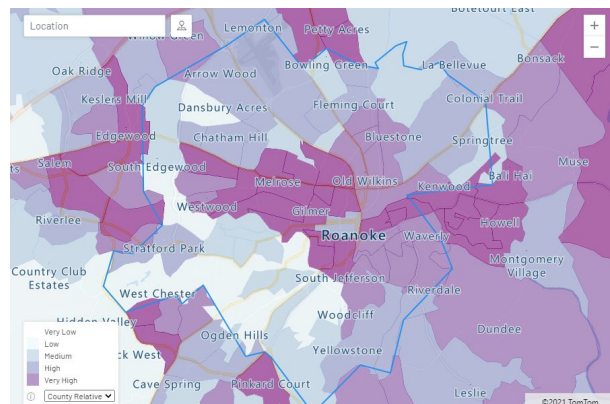 Botetourt East
Location
Lemonton
Petty Acres
Willow Green
Bonsack
Oak Ridge
Arrow Wood
Bowling Green
La Bellevue
Keslers Mill
Dansbury Acres
Fleming Court
Colonial Trail
Edgewood
Chatham Hill
Bluestone
Springtree
Salem
South Edgewood
Muse
Bali Hai
Melrose
Old Wilkins
Kenwood
Westwood
Gilmer
Riverlee
Howell
Roanoke
Waverly
Stratford Park
Montgomery
Village
Country Club
Estates
South Jefferson
West Chester
Riverdale
Woodcliff
Hidden Valley
Dundee
Ogden Hills
Yellowstone
Cave Spring
Pinkard Court
Leslie
Very Low
Low
Medium
High
Very High
County Relative
©2021 TomTom
+
−